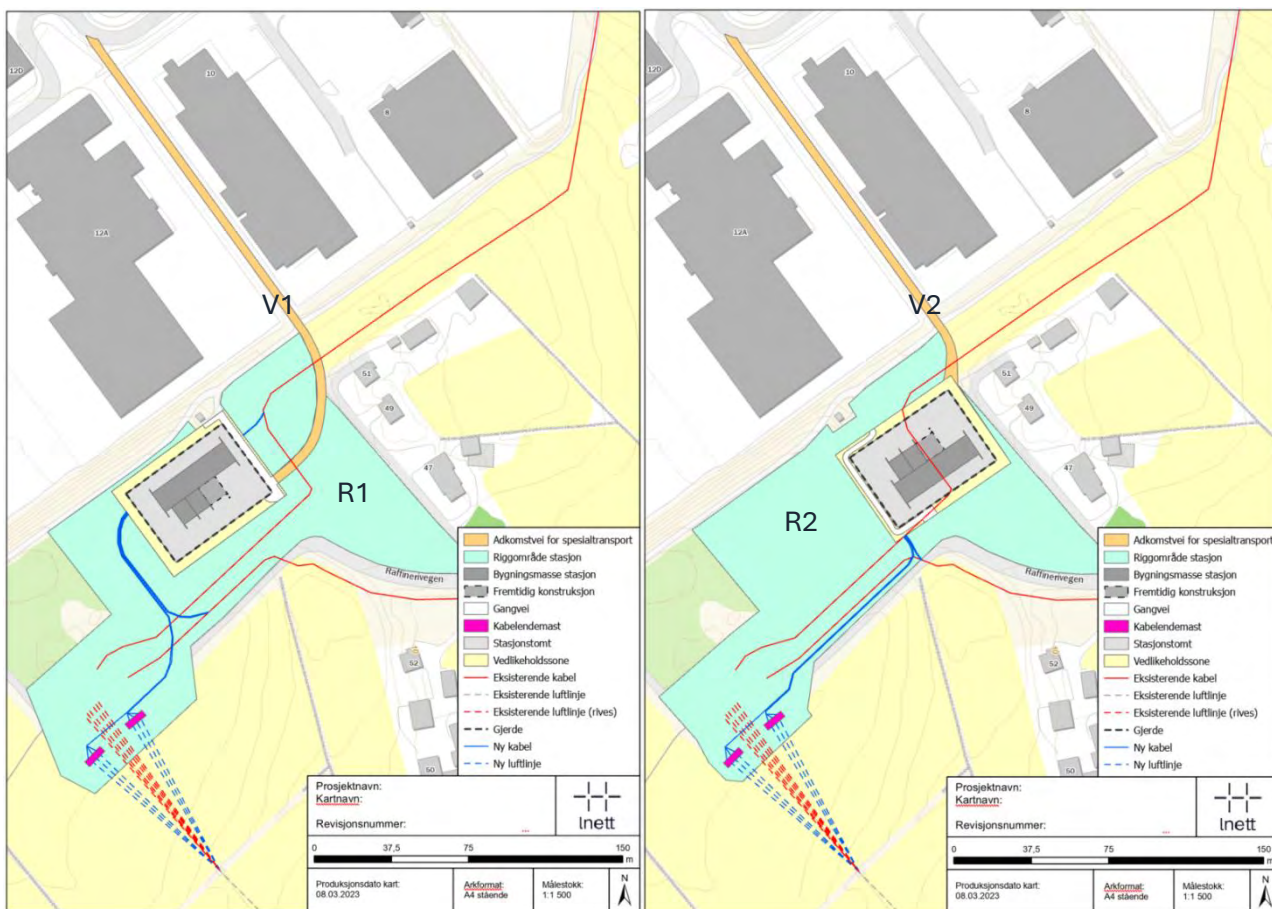 12D
10
8
12A
V1
51
49
47
R1
Raffinerivegen
52
50
Adkomstvei for spesialtransport
Riggområde stasjon
Bygningsmasse stasjon
Fremtidig konstruksjon
Gangvei
Kabelendemast
Stasjonstomt
Vedlikeholdssone
Eksisterende kabel
Eksisterende luftlinje
Eksisterende luftlinje (rives)
Gjerde
Ny kabel
Ny luftlinje
Prosjektnavn:
Kartnavn:
Revisjonsnummer: ...
lnett
0 37,5 75 150
m
Produksjonsdato kart:
08.03.2023
Arkformat:
A4 stående
Målestokk:
1:1 500
N
12D
10
8
12A
V2
51
49
47
R2
Raffinerivegen
52
50
Adkomstvei for spesialtransport
Riggområde stasjon
Bygningsmasse stasjon
Fremtidig konstruksjon
Gangvei
Kabelendemast
Stasjonstomt
Vedlikeholdssone
Eksisterende kabel
Eksisterende luftlinje
Eksisterende luftlinje (rives)
Gjerde
Ny kabel
Ny luftlinje
Prosjektnavn:
Kartnavn:
Revisjonsnummer: ...
lnett
0 37,5 75 150
m
Produksjonsdato kart:
08.03.2023
Arkformat:
A4 stående
Målestokk:
1:1 500
N